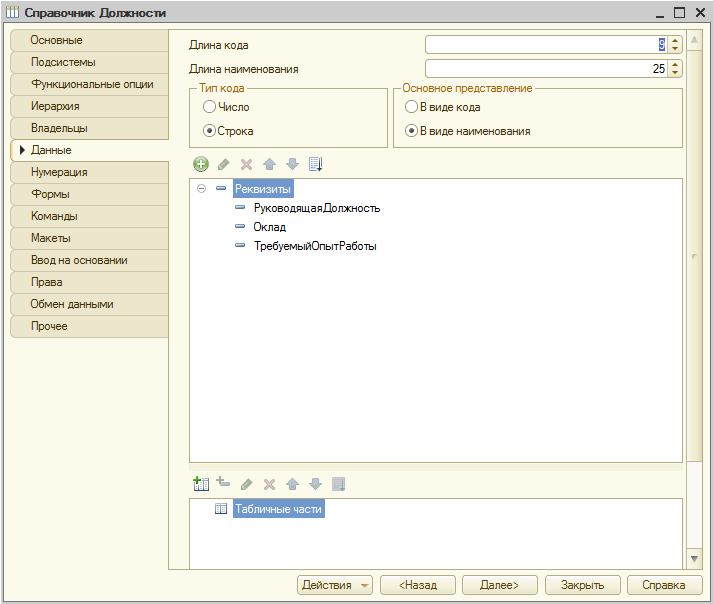 Справочник Должности
Основные
Подсистемы
Функциональные опции
Иерархия
Владельцы
Данные
Нумерация
Формы
Команды
Макеты
Ввод на основании
Права
Обмен данными
Прочее
Длина кода
9
Длина наименования
25
Тип кода
Число
Строка
Основное представление
В виде кода
В виде наименования
Реквизиты
РуководящаяДолжность
Оклад
ТребуемыйОпытРаботы
Табличные части
Действия
<Назад
Далее>
Закрыть
Справка